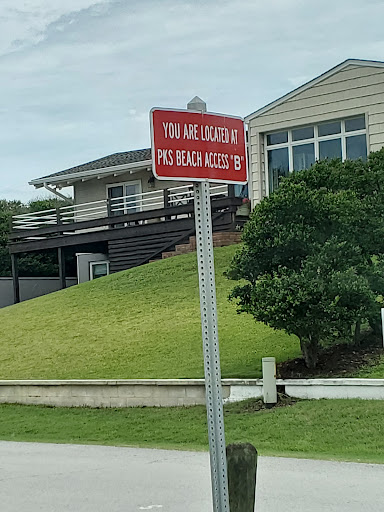 YOU ARE LOCATED AT
PKS BEACH ACCESS "B"